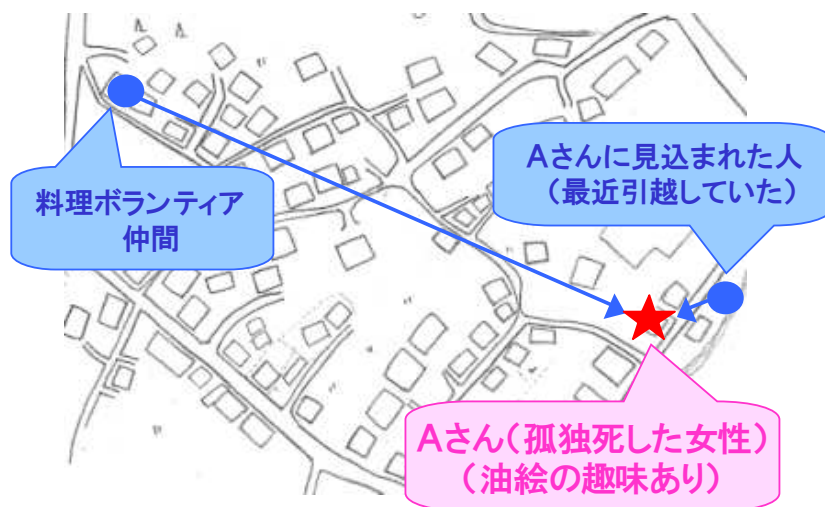 Aさんに見込まれた人
（最近引越していた）
料理ボランティア
仲間
Aさん（孤独死した女性）
（油絵の趣味あり）